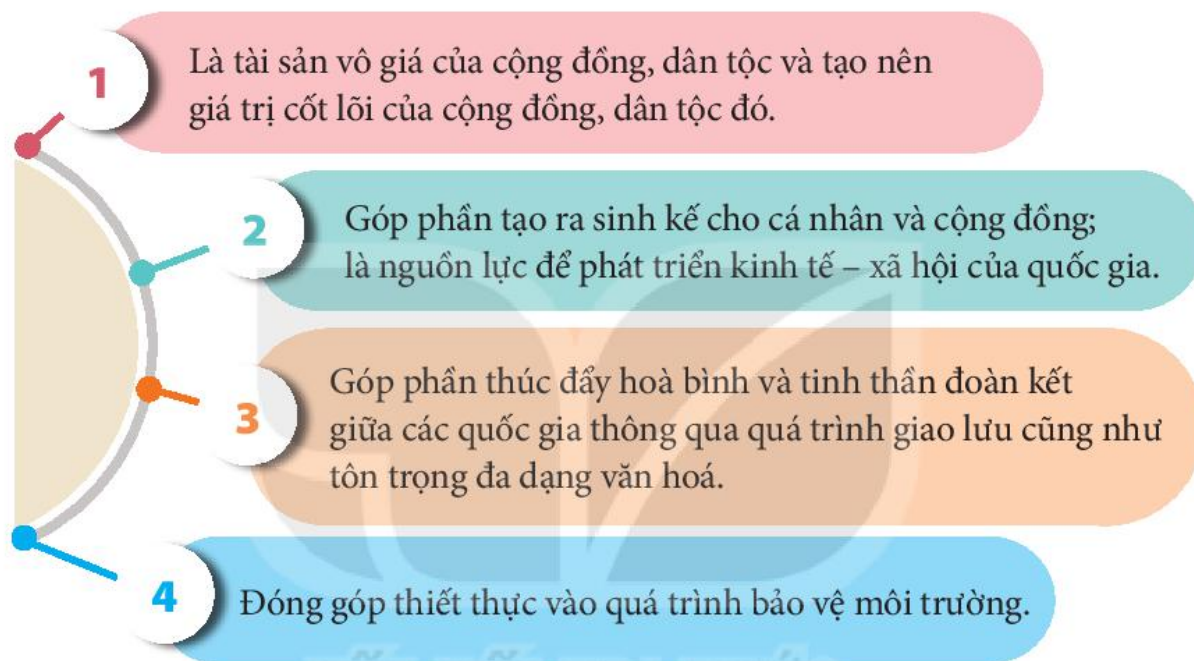 1
Là tài sản vô giá của cộng đồng, dân tộc và tạo nên
giá trị cốt lõi của cộng đồng, dân tộc đó.
2
Góp phần tạo ra sinh kế cho cá nhân và cộng đồng;
là nguồn lực để phát triển kinh tế – xã hội của quốc gia.
3
Góp phần thúc đẩy hoà bình và tinh thần đoàn kết
giữa các quốc gia thông qua quá trình giao lưu cũng như
tôn trọng đa dạng văn hoá.
4
Đóng góp thiết thực vào quá trình bảo vệ môi trường.